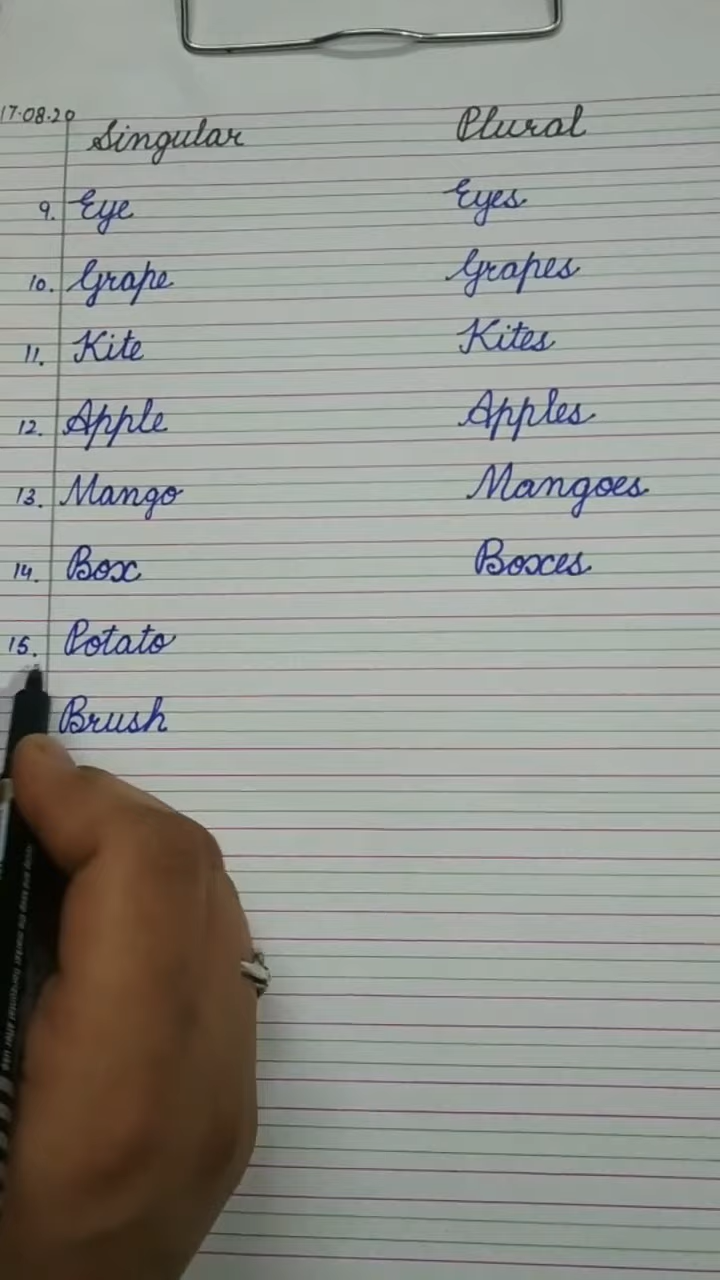 17.08.20
Singular Plural
9. Eye Eyes
10. Grape Grapes
11. Kite Kites
12. Apple Apples
13. Mango Mangoes
14. Box Boxes
15. Potato
Brush